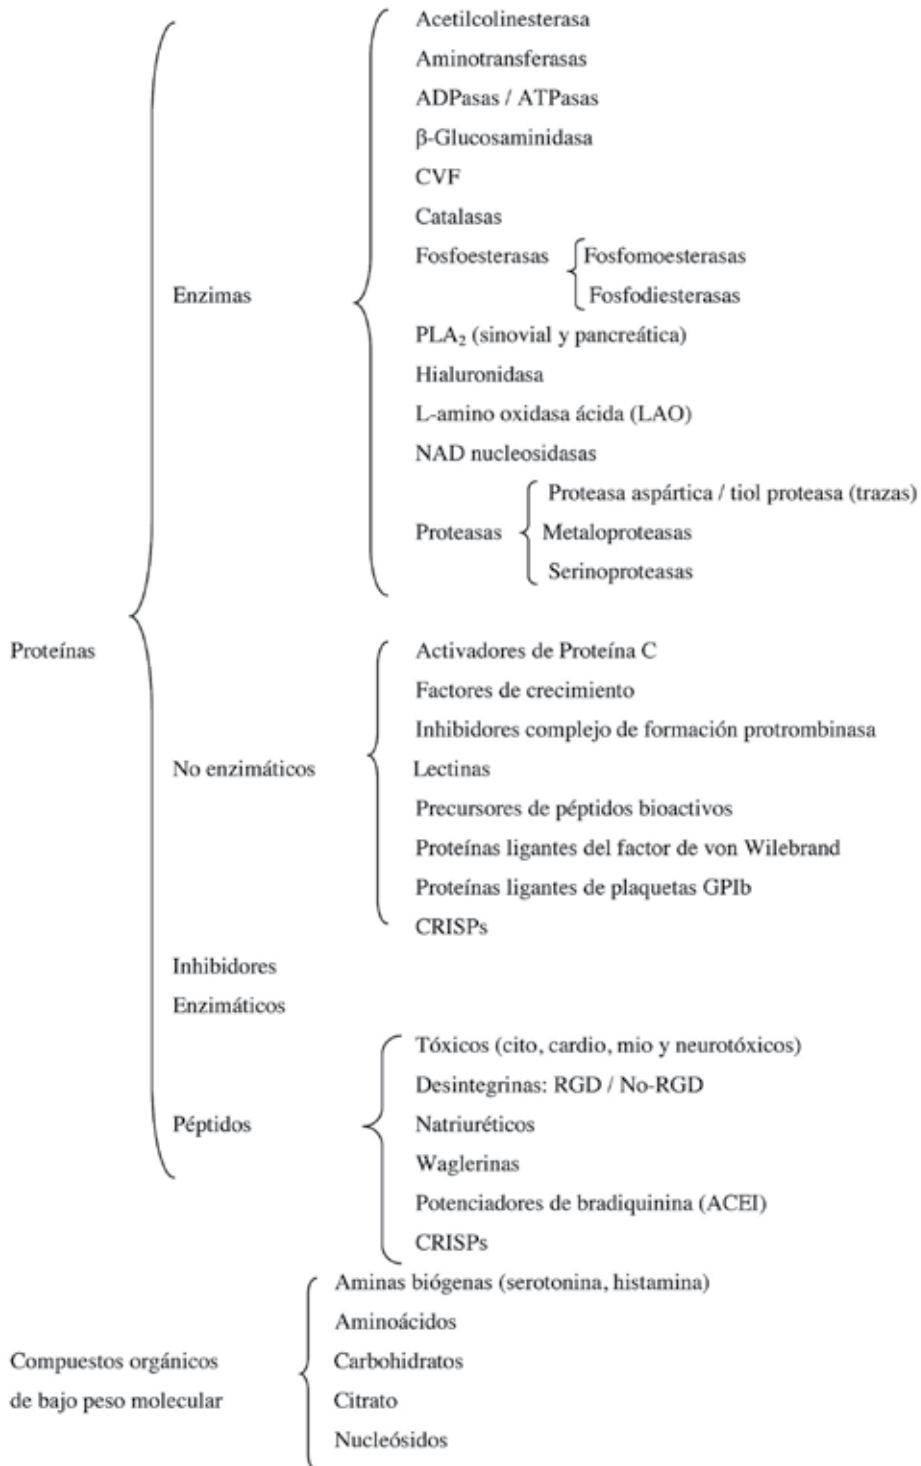 Acetilcolinesterasa
Aminotransferasas
ADPasas / ATPasas
β-Glucosaminidasa
CVF
Catalasas
Fosfoesterasas Fosfomoesterasas
Fosfodiesterasas
Enzimas
PLA₂ (sinovial y pancreática)
Hialuronidasa
L-amino oxidasa ácida (LAO)
NAD nucleosidasas
Proteasa aspártica / tiol proteasa (trazas)
Proteasas Metaloproteasas
Serinoproteasas
Proteínas
Activadores de Proteína C
Factores de crecimiento
Inhibidores complejo de formación protrombinasa
No enzimáticos Lectinas
Precursores de péptidos bioactivos
Proteínas ligantes del factor de von Wilebrand
Proteínas ligantes de plaquetas GPIb
CRISPs
Inhibidores
Enzimáticos
Tóxicos (cito, cardio, mio y neurotóxicos)
Desintegrinas: RGD / No-RGD
Péptidos Natriuréticos
Waglerinas
Potenciadores de bradiquinina (ACEI)
CRISPs
Aminas biógenas (serotonina, histamina)
Aminoácidos
Compuestos orgánicos Carbohidratos
de bajo peso molecular Citrato
Nucleósidos